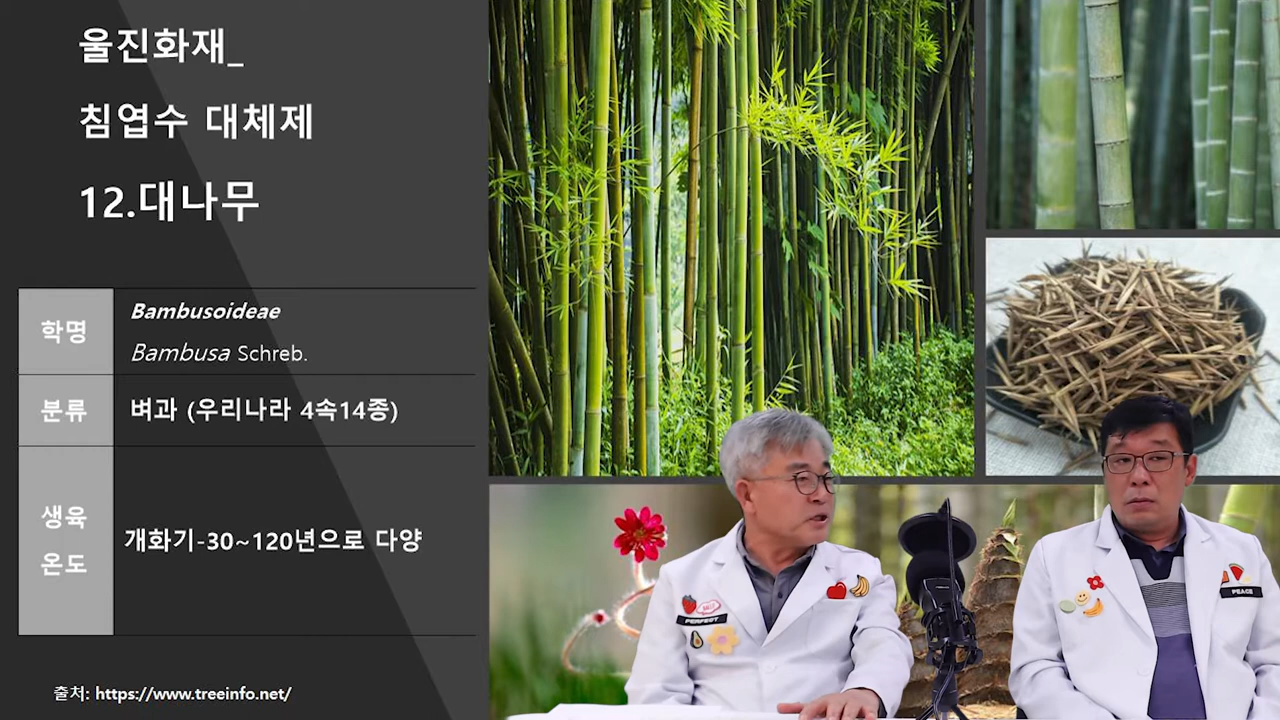 울진화재_
침엽수 대체제
12.대나무
학명
Bambusoideae
Bambusa Schreb.
분류
벼과 (우리나라 4속14종)
생육
온도
개화기-30~120년으로 다양
출처: https://www.treeinfo.net/
PERFECT
PEACE